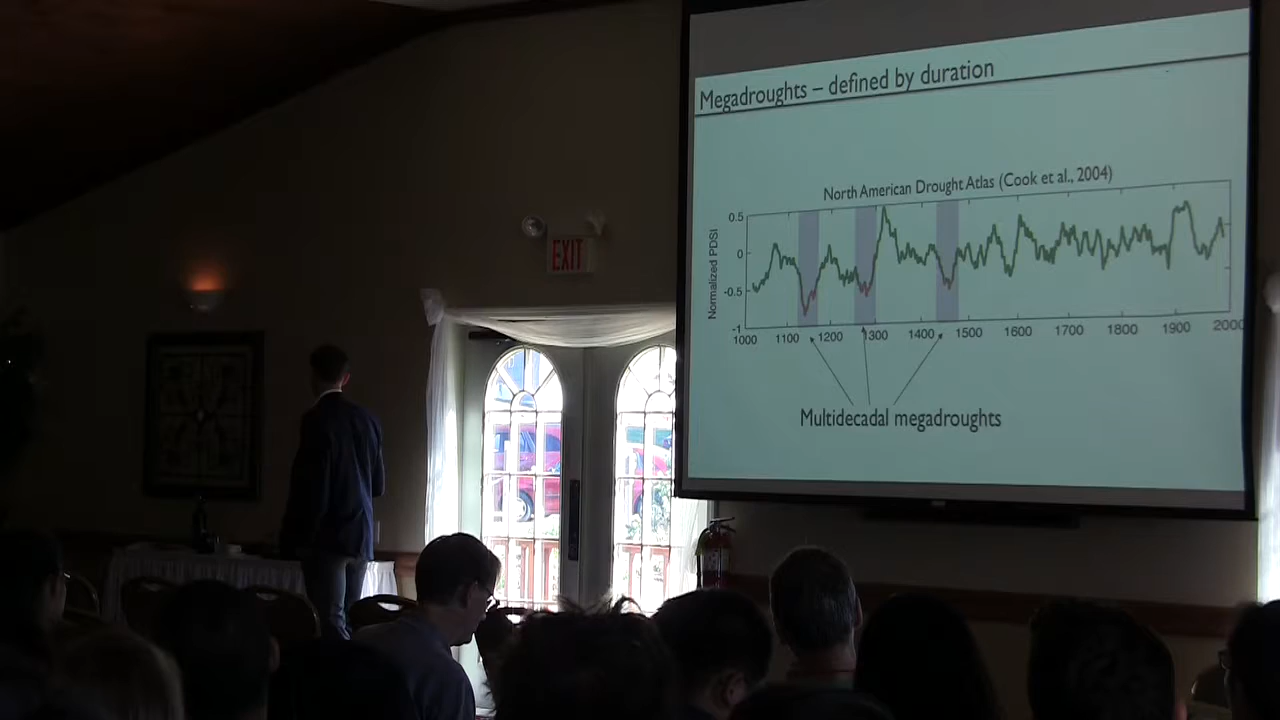 Megadroughts – defined by duration
North American Drought Atlas (Cook et al., 2004)
Normalized PDSI
0.5
0
-0.5
-1
1000 1100 1200 1300 1400 1500 1600 1700 1800 1900 2000
Multidecadal megadroughts
EXIT